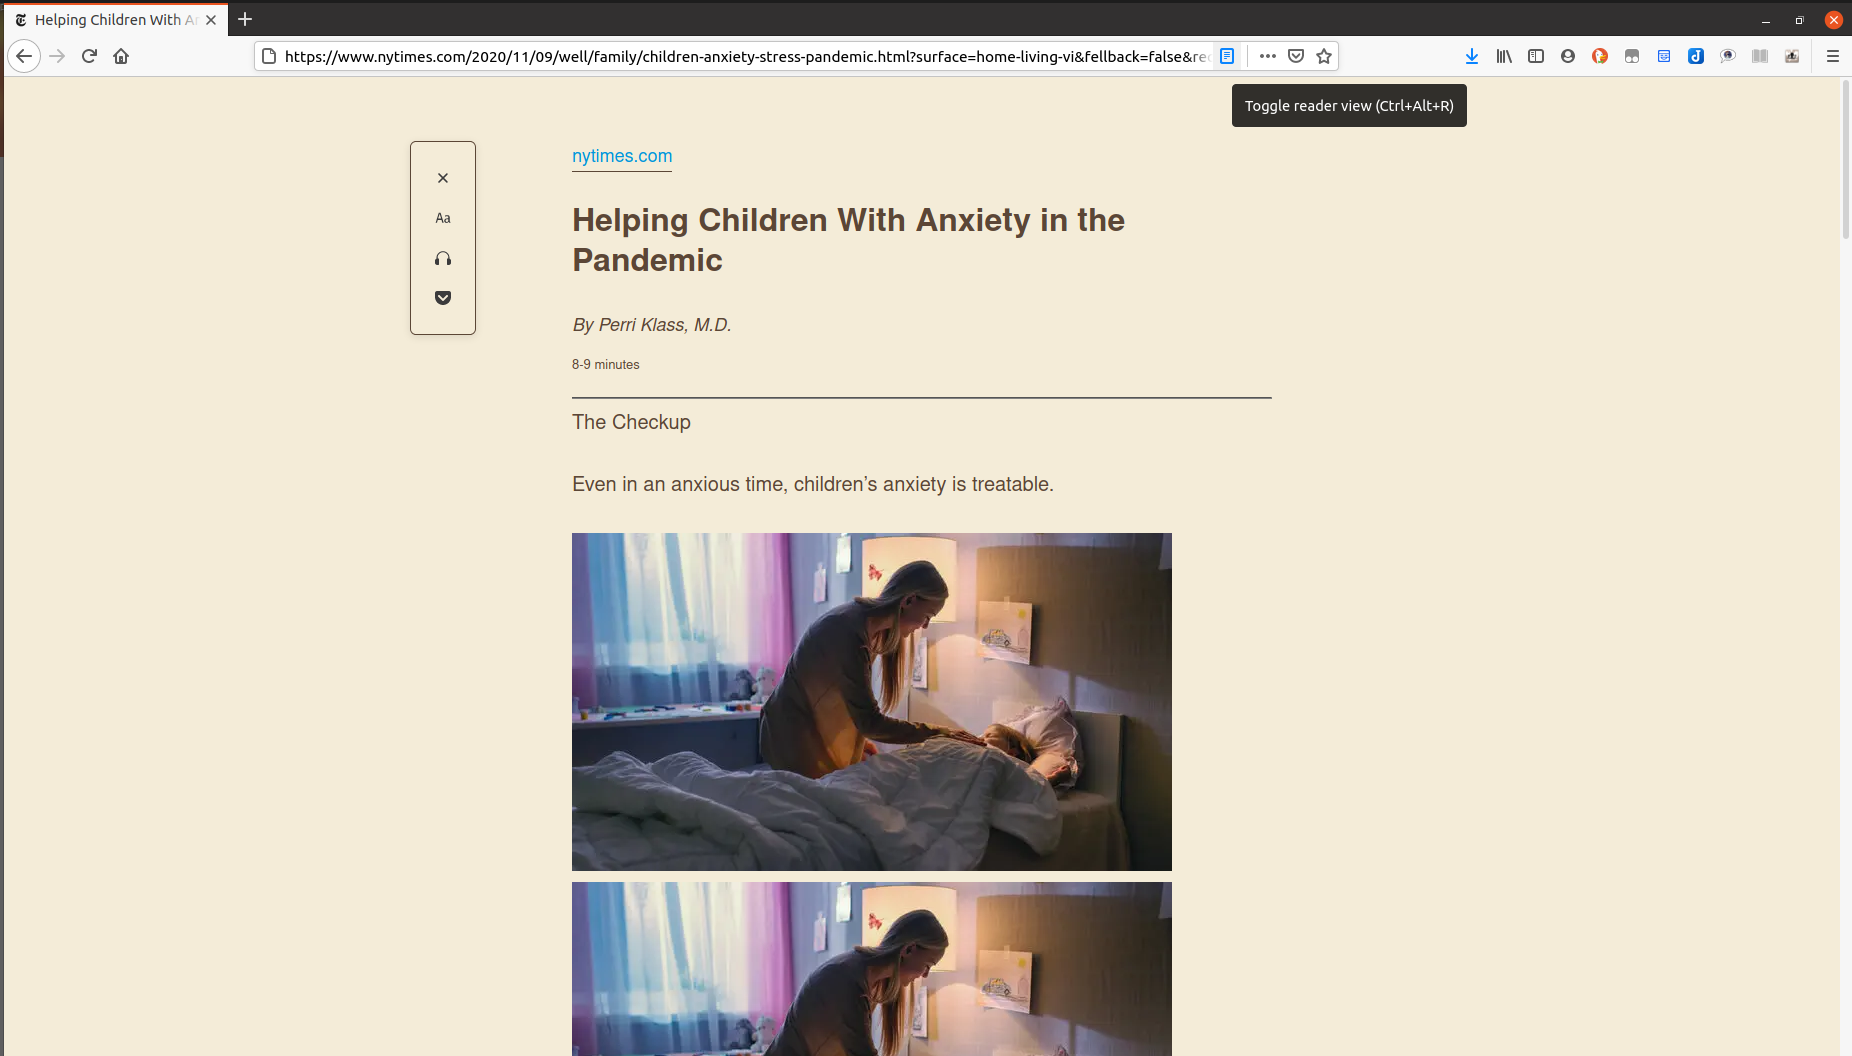 Helping Children With A
https://www.nytimes.com/2020/11/09/well/family/children-anxiety-stress-pandemic.html?surface=home-living-vi&fellback=false&re
Toggle reader view (Ctrl+Alt+R)
Aa
nytimes.com
Helping Children With Anxiety in the
Pandemic
By Perri Klass, M.D.
8-9 minutes
The Checkup
Even in an anxious time, children’s anxiety is treatable.